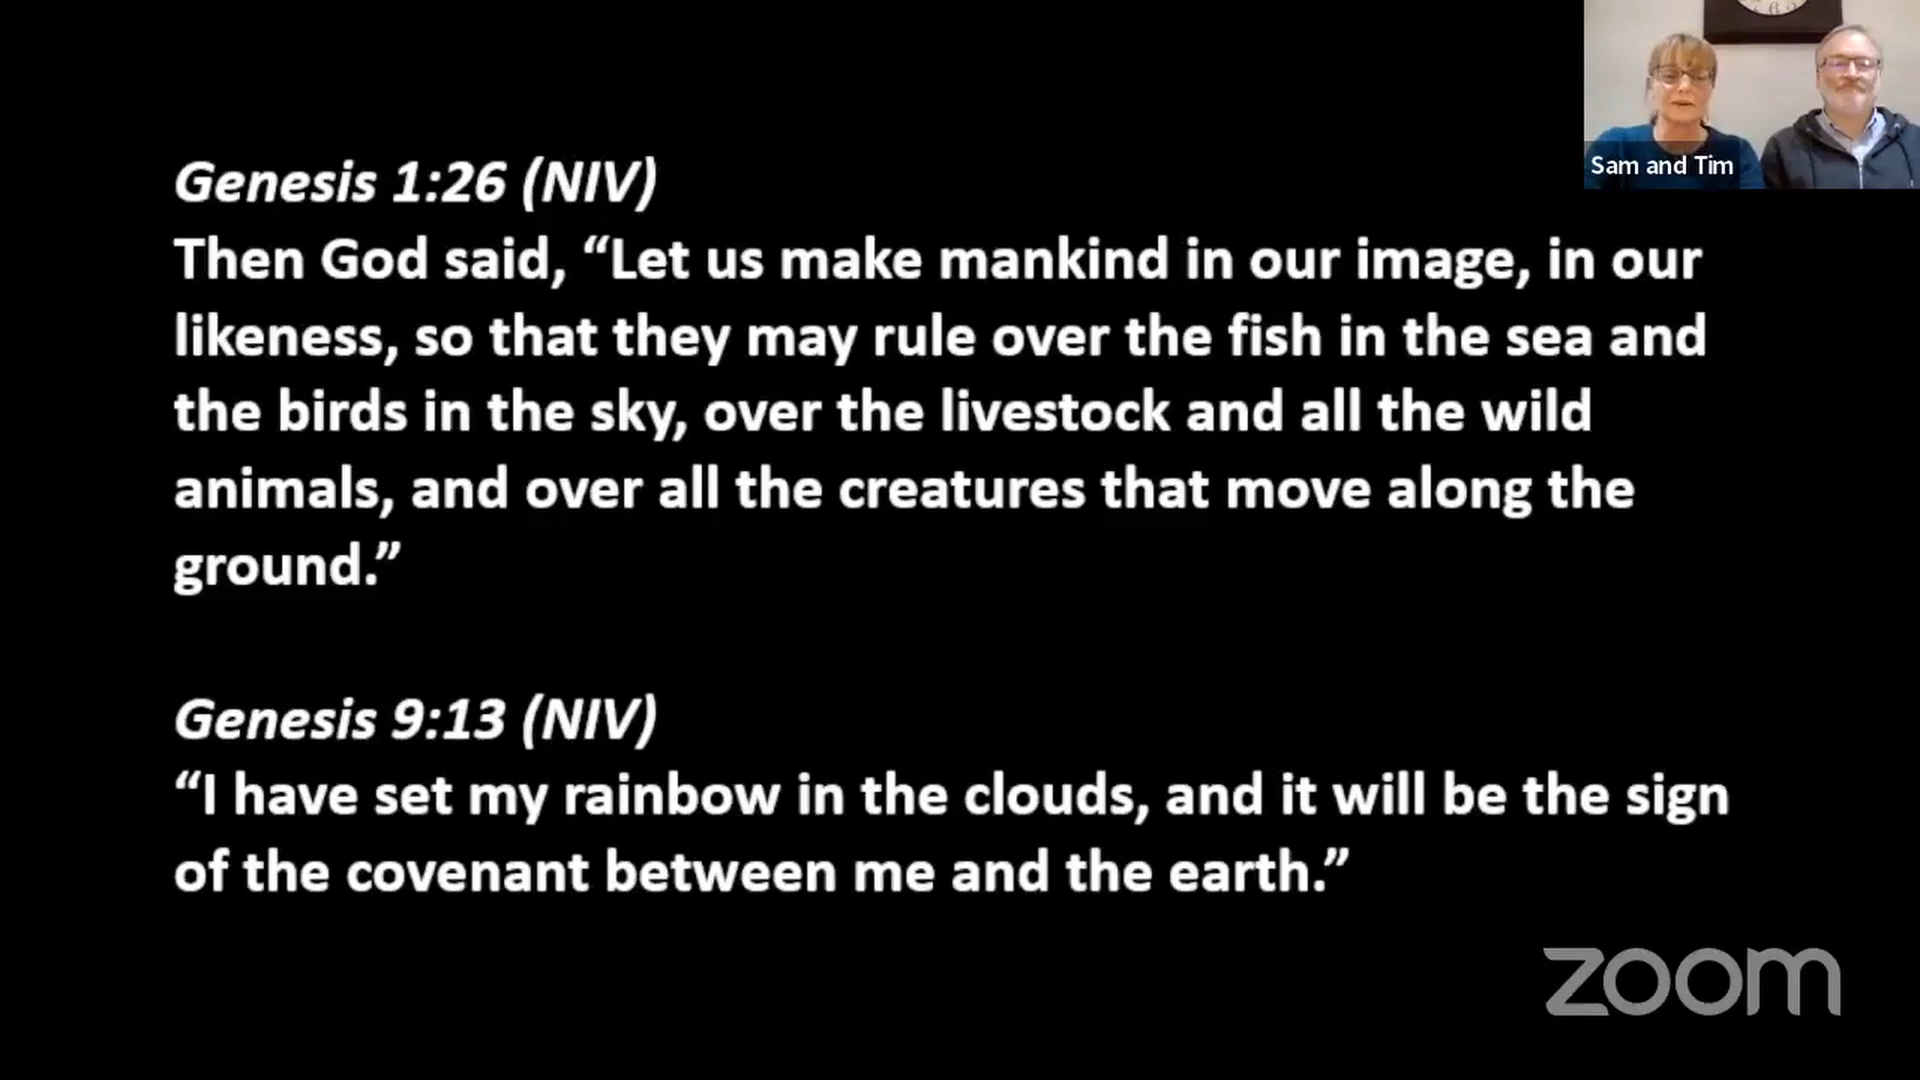 Sam and Tim
Genesis 1:26 (NIV)
Then God said, “Let us make mankind in our image, in our
likeness, so that they may rule over the fish in the sea and
the birds in the sky, over the livestock and all the wild
animals, and over all the creatures that move along the
ground.”
Genesis 9:13 (NIV)
“I have set my rainbow in the clouds, and it will be the sign
of the covenant between me and the earth.”
zoom